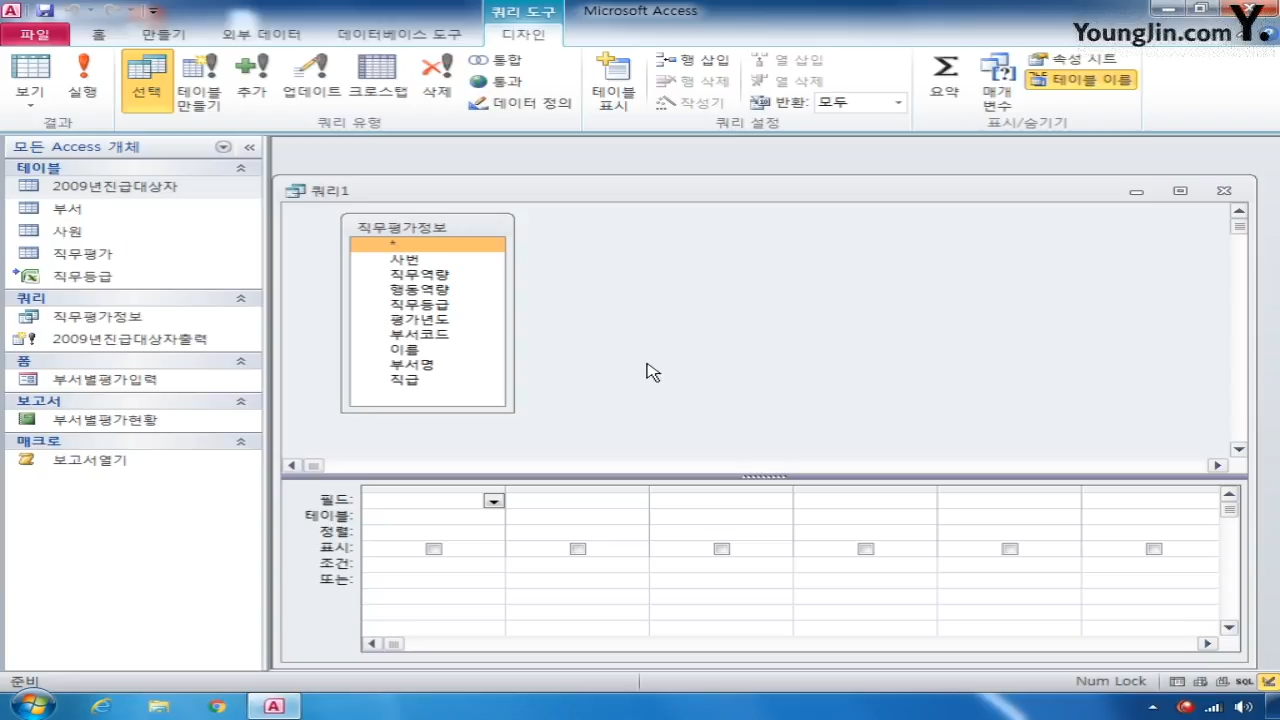 쿼리 도구
Microsoft Access
파일
홈
만들기
외부 데이터
데이터베이스 도구
디자인
YoungJin.com Y.
보기
실행
선택
테이블
만들기
추가
업데이트
크로스탭
삭제
통합
통과
데이터 정의
테이블
표시
행 삽입
행 삭제
작성기
열 삽입
열 삭제
반환: 모두
요약
매개
변수
속성 시트
테이블 이름
결과
쿼리 유형
쿼리 설정
표시/숨기기
모든 Access 개체
테이블
2009년진급대상자
부서
사원
직무평가
직무등급
쿼리
직무평가정보
2009년진급대상자출력
폼
부서별평가입력
보고서
부서별평가현황
매크로
보고서열기
쿼리1
직무평가정보
*
사번
직무역량
행동역량
직무등급
평가년도
부서코드
이름
부서명
직급
필드:
테이블:
정렬:
표시:
조건:
또는:
준비
Num Lock
SQL